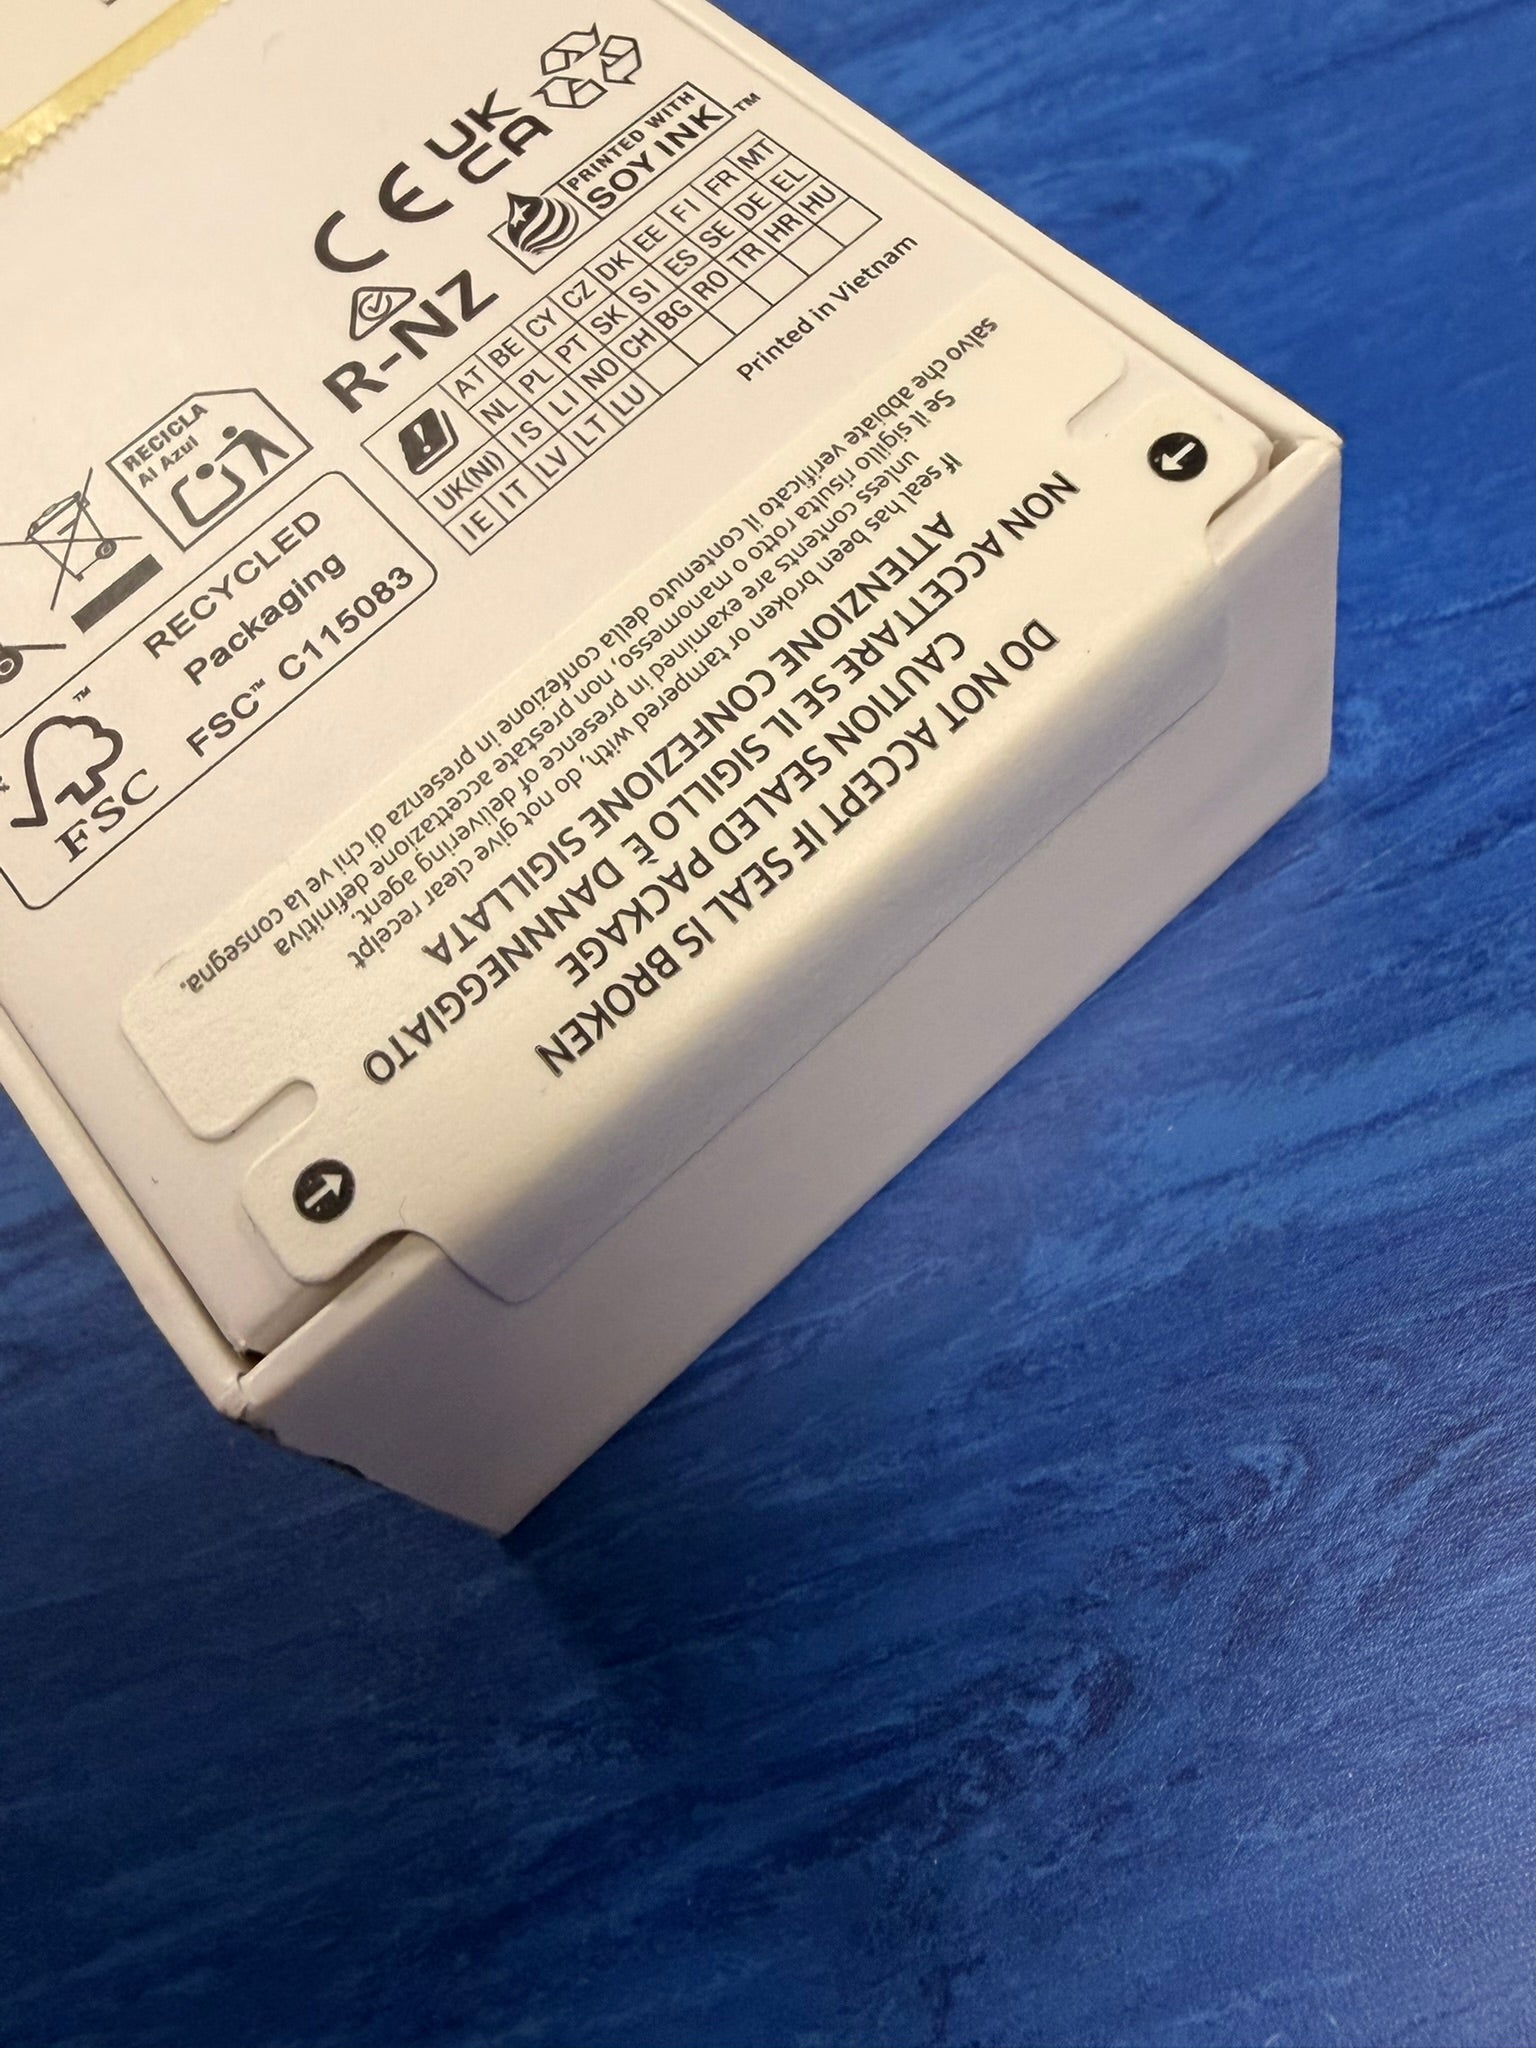 CE
UK
CA
PRINTED WITH
SOY INK™
R-NZ
AT BE CY CZ DK EE FI FR MT
NL PL PT SK SI ES SE DE EL
UK(NI) IS LI NO CH BG RO TR HR HU
IE IT LV LT LU
Printed in Vietnam
RECICLA
Al Azul
RECYCLED
Packaging
FSC™ C115083
™
FSC
salvo che abbiate verificato il contenuto della confezione in presenza di chi ve la consegna.
Se il sigillo risulta rotto o manomesso, non prestate accettazione definitiva
unless contents are examined in presence of delivering agent.
If seal has been broken or tampered with, do not give clear receipt
ATTENZIONE CONFEZIONE SIGILLATA
NON ACCETTARE SE IL SIGILLO È DANNNEGGIATO
CAUTION SEALED PACKAGE
DO NOT ACCEPT IF SEAL IS BROKEN